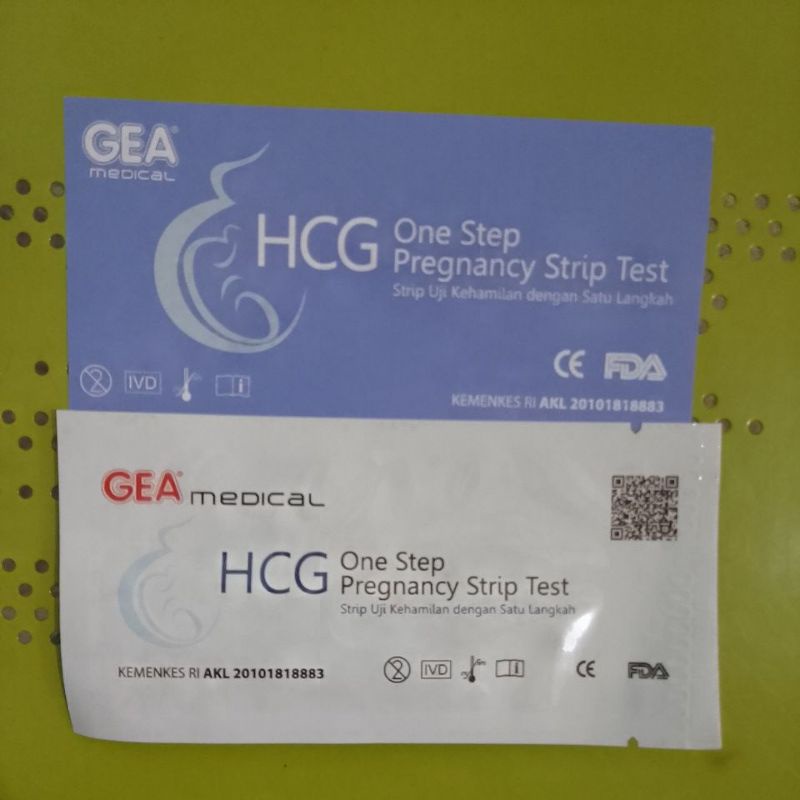 GEA
medical
HCG One Step
Pregnancy Strip Test
Strip Uji Kehamilan dengan Satu Langkah
IVD
CE FDA
KEMENKES RI AKL 20101818883
GEA medical
HCG One Step
Pregnancy Strip Test
Strip Uji Kehamilan dengan Satu Langkah
KEMENKES RI AKL 20101818883
IVD
CE FDA